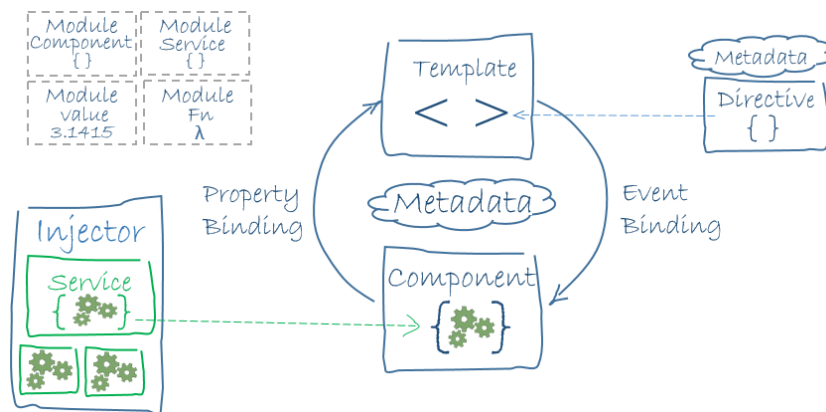 Module
Component
{ }
Module
Service
{ }
Module
value
3.1415
Module
Fn
λ
Template
< >
Metadata
Directive
{ }
Property
Binding
Metadata
Event
Binding
Injector
Service
{ }
Component
{ }